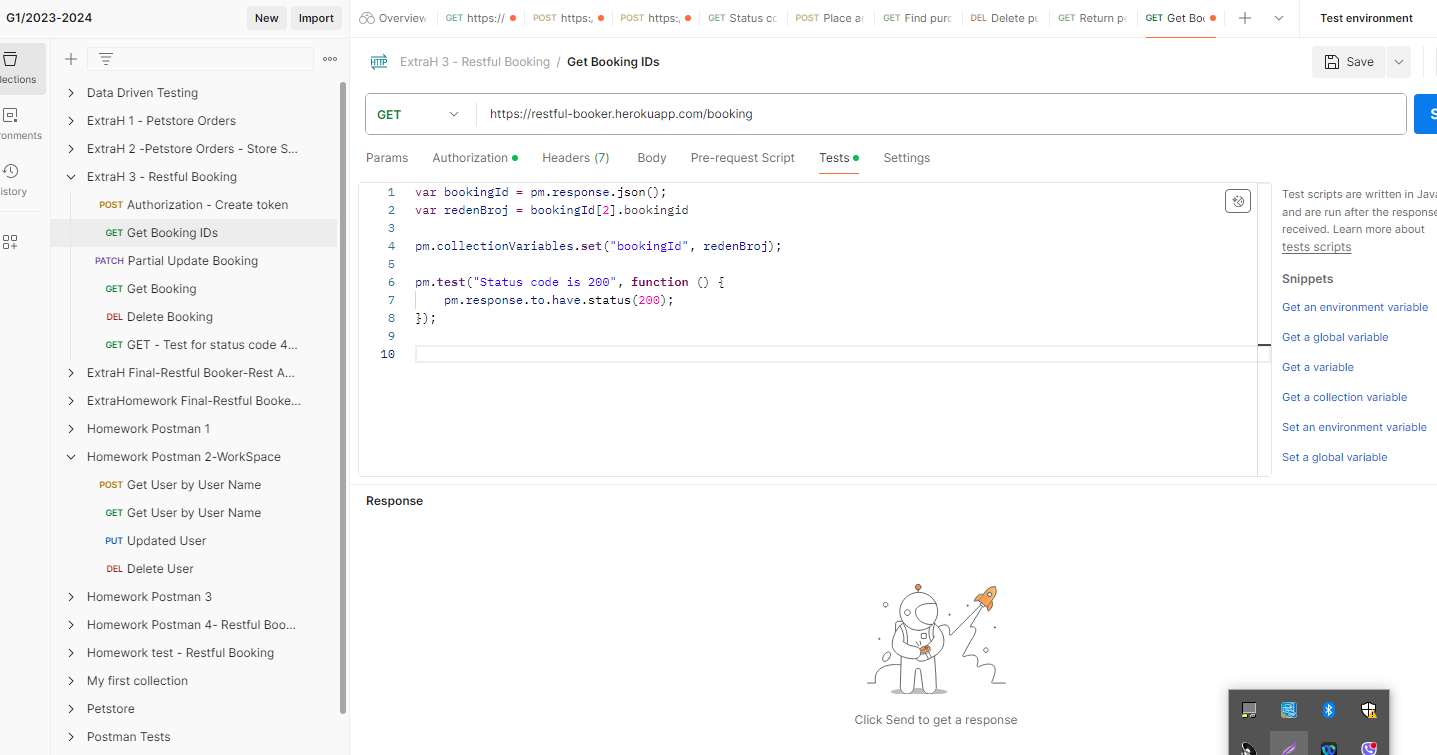 G1/2023-2024
New
Import
Overview
GET https://
POST https:/
POST https:/
GET Status co
POST Place an
GET Find purc
DEL Delete pu
GET Return pe
GET Get Boo
Test environment
lections
ronments
istory
Data Driven Testing
ExtraH 1 - Petstore Orders
ExtraH 2 -Petstore Orders - Store S...
ExtraH 3 - Restful Booking
POST Authorization - Create token
GET Get Booking IDs
PATCH Partial Update Booking
GET Get Booking
DEL Delete Booking
GET GET - Test for status code 4...
ExtraH Final-Restful Booker-Rest A...
ExtraHomework Final-Restful Booke...
Homework Postman 1
Homework Postman 2-WorkSpace
POST Get User by User Name
GET Get User by User Name
PUT Updated User
DEL Delete User
Homework Postman 3
Homework Postman 4- Restful Boo...
Homework test - Restful Booking
My first collection
Petstore
Postman Tests
HTTP ExtraH 3 - Restful Booking / Get Booking IDs
Save
GET https://restful-booker.herokuapp.com/booking
S
Params Authorization Headers (7) Body Pre-request Script Tests Settings
1 var bookingId = pm.response.json();
2 var redenBroj = bookingId[2].bookingid
3
4 pm.collectionVariables.set("bookingId", redenBroj);
5
6 pm.test("Status code is 200", function () {
7 pm.response.to.have.status(200);
8 });
9
10
Test scripts are written in Java
and are run after the response
received. Learn more about
tests scripts
Snippets
Get an environment variable
Get a global variable
Get a variable
Get a collection variable
Set an environment variable
Set a global variable
Response
Click Send to get a response